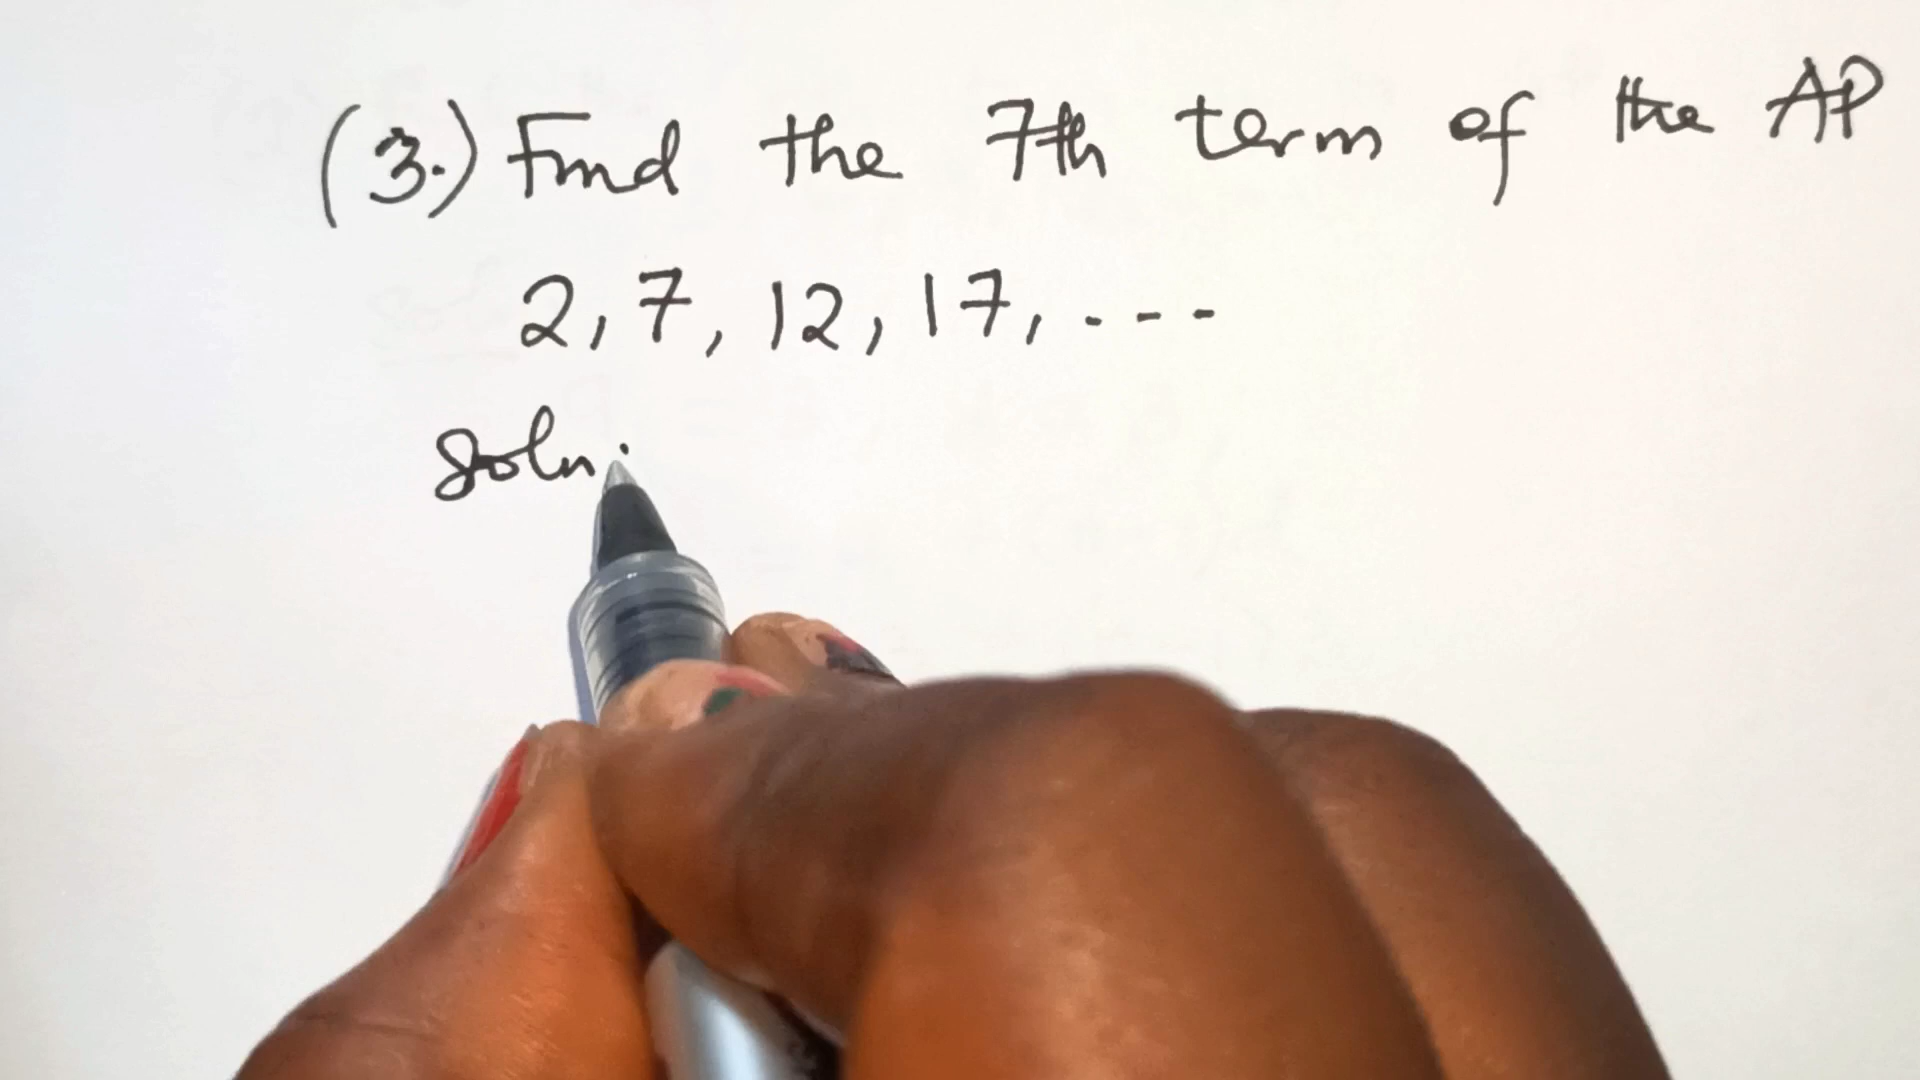 (3.) Find the 7th term of the AP
2, 7, 12, 17, ---
soln: